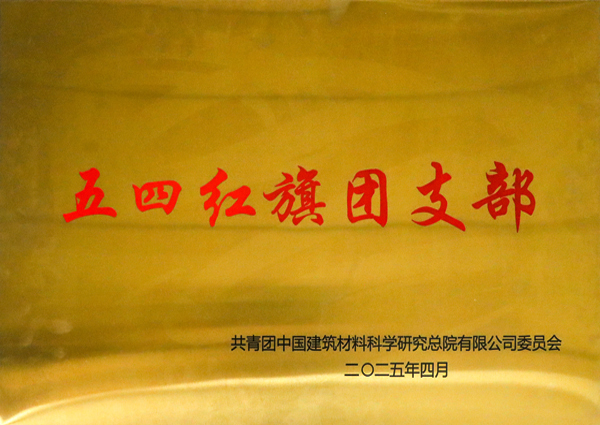 五四红旗团支部
共青团中国建筑材料科学研究总院有限公司委员会
二〇二五年四月